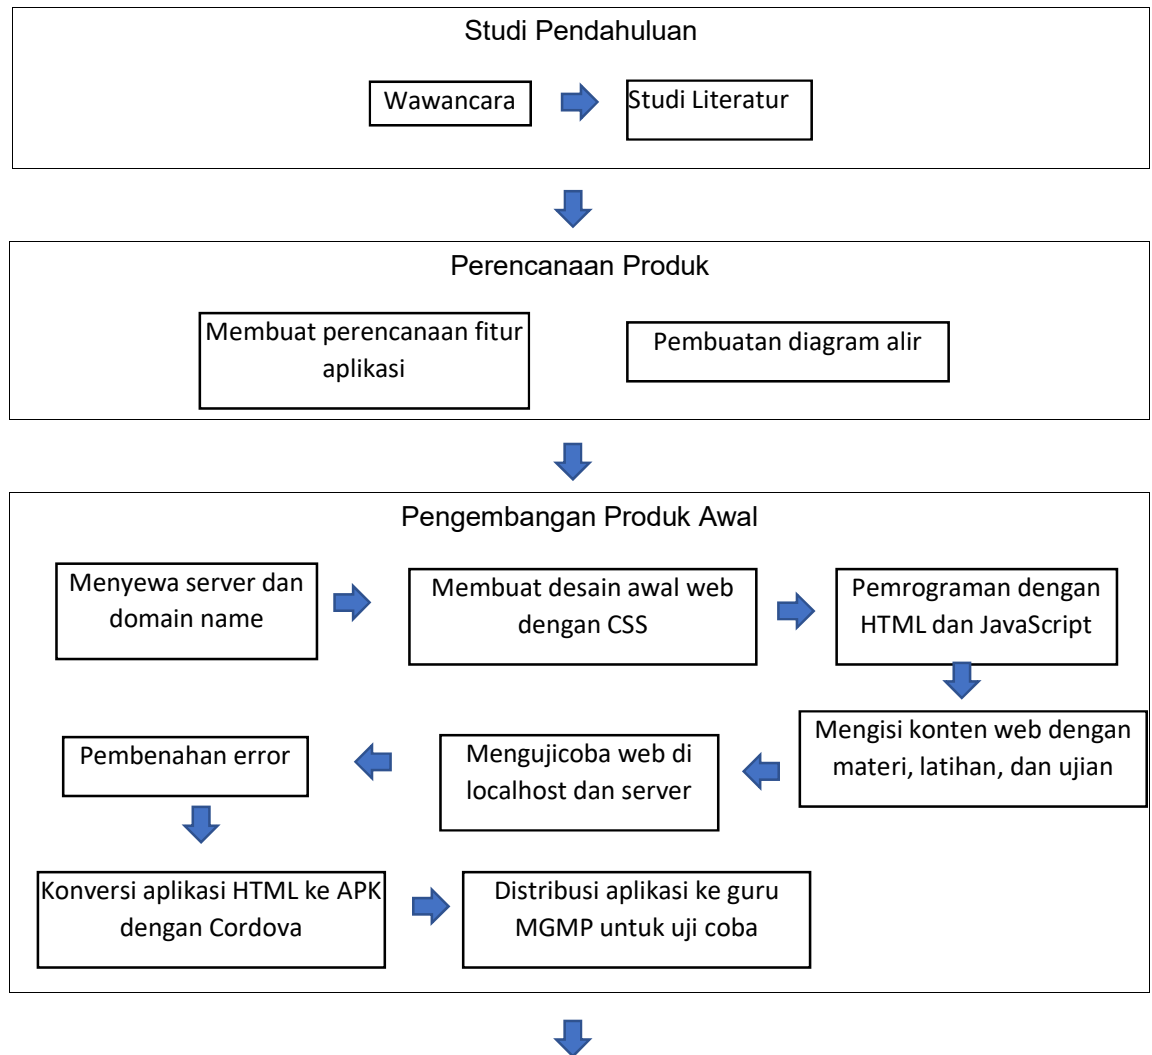 Studi Pendahuluan
Wawancara
Studi Literatur
Perencanaan Produk
Membuat perencanaan fitur
aplikasi
Pembuatan diagram alir
Pengembangan Produk Awal
Menyewa server dan
domain name
Membuat desain awal web
dengan CSS
Pemrograman dengan
HTML dan JavaScript
Mengisi konten web dengan
materi, latihan, dan ujian
Mengujicoba web di
localhost dan server
Pembenahan error
Konversi aplikasi HTML ke APK
dengan Cordova
Distribusi aplikasi ke guru
MGMP untuk uji coba